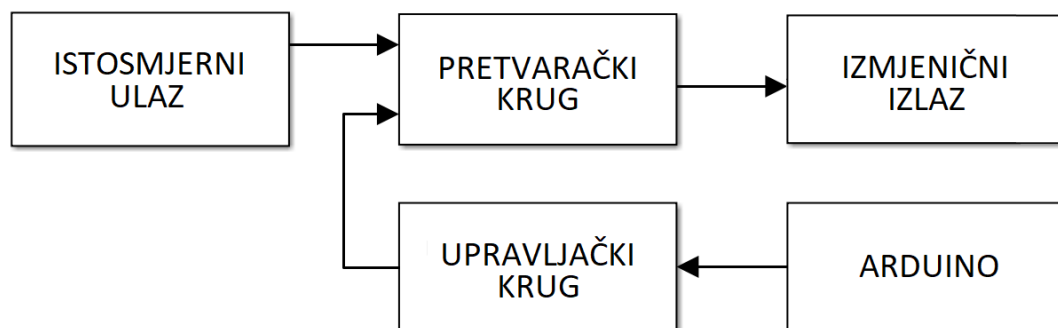 ISTOSMJERNI
ULAZ
PRETVARAČKI
KRUG
IZMJENIČNI
IZLAZ
UPRAVLJAČKI
KRUG
ARDUINO